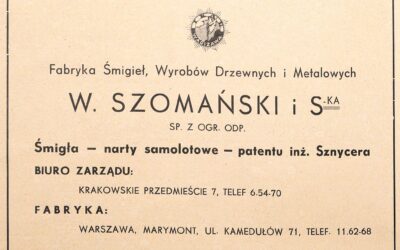 Fabryka Śmigieł, Wyrobów Drzewnych i Metalowych
W. SZOMAŃSKI i S-KA
SP. Z OGR. ODP.
Śmigła — narty samolotowe — patentu inż. Sznycera
BIURO ZARZĄDU:
KRAKOWSKIE PRZEDMIEŚCIE 7, TELEF 6.54-70
FABRYKA:
WARSZAWA, MARYMONT, UL. KAMEDUŁÓW 71, TELEF. 11.62-68